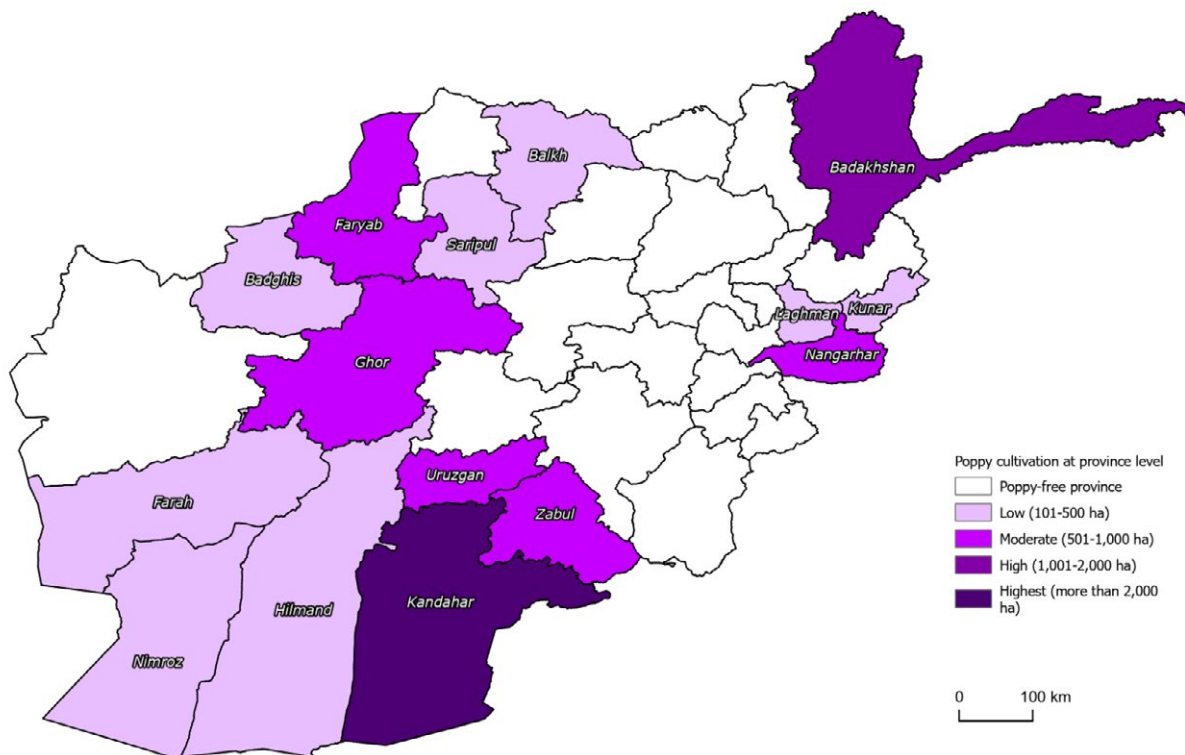 Balkh
Badakhshan
Faryab
Saripul
Badghis
Laghman
Kunar
Nangarhar
Ghor
Uruzgan
Farah
Zabul
Hilmand
Kandahar
Nimroz
Poppy cultivation at province level
Poppy-free province
Low (101-500 ha)
Moderate (501-1,000 ha)
High (1,001-2,000 ha)
Highest (more than 2,000
ha)
0 100 km